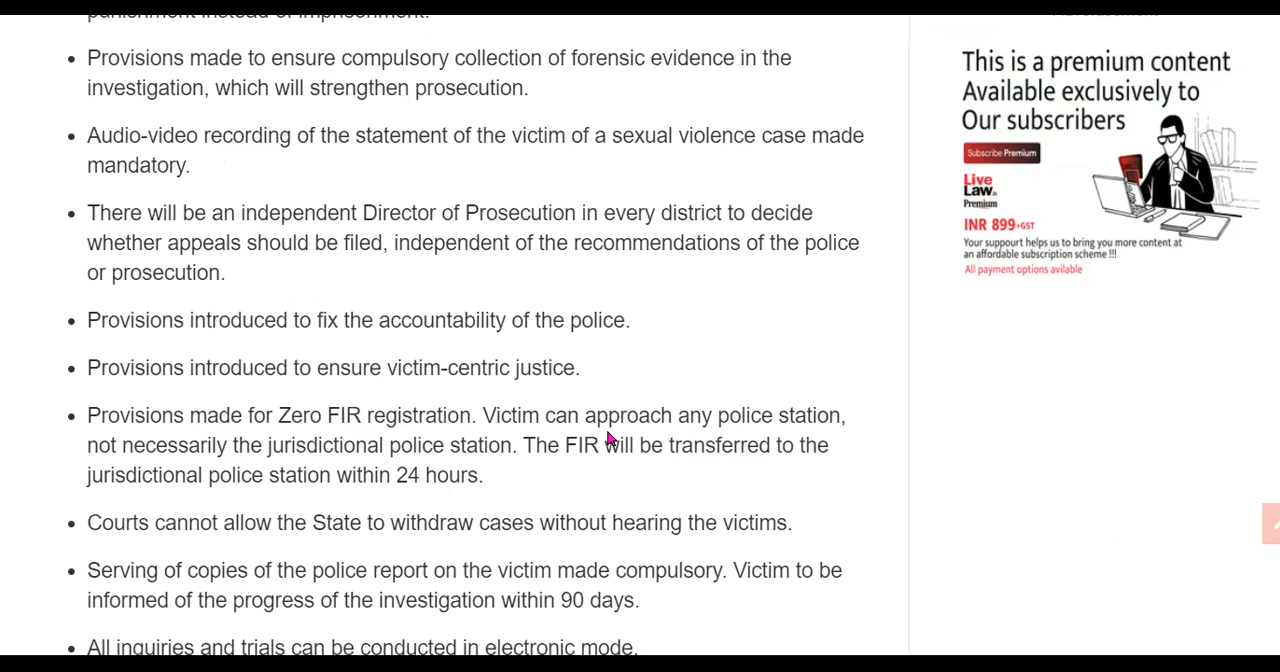 punishment instead of imprisonment.
Provisions made to ensure compulsory collection of forensic evidence in the
investigation, which will strengthen prosecution.
Audio-video recording of the statement of the victim of a sexual violence case made
mandatory.
There will be an independent Director of Prosecution in every district to decide
whether appeals should be filed, independent of the recommendations of the police
or prosecution.
Provisions introduced to fix the accountability of the police.
Provisions introduced to ensure victim-centric justice.
Provisions made for Zero FIR registration. Victim can approach any police station,
not necessarily the jurisdictional police station. The FIR will be transferred to the
jurisdictional police station within 24 hours.
Courts cannot allow the State to withdraw cases without hearing the victims.
Serving of copies of the police report on the victim made compulsory. Victim to be
informed of the progress of the investigation within 90 days.
All inquiries and trials can be conducted in electronic mode.
This is a premium content
Available exclusively to
Our subscribers
Subscribe Premium
Live
Law.in
Premium
INR 899+GST
Your suppourt helps us to bring you more content at
an affordable subscription scheme !!!
All payment options avilable